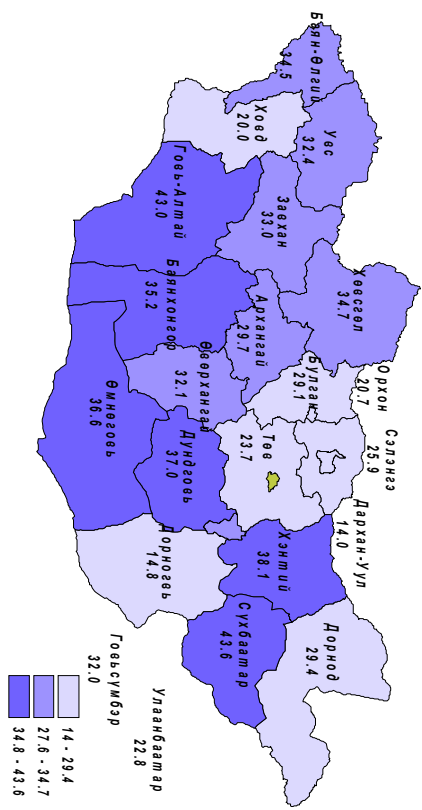 Баян-Өлгий
34.5
Увс
32.4
Ховд
20.0
Говь-Алтай
43.0
Завхан
33.0
Баянхонгор
35.2
Хөвсгөл
34.7
Архангай
29.7
Өвөрхангай
32.1
Өмнөговь
36.6
Булган
29.1
Орхон
20.7
Сэлэнгэ
25.9
Дархан-Уул
14.0
Төв
23.7
Дундговь
37.0
Дорноговь
14.8
Хэнтий
38.1
Сүхбаатар
43.6
Дорнод
29.4
Говьсүмбэр
32.0
Улаанбаатар
22.8
14 - 29.4
27.6 - 34.7
34.8 - 43.6